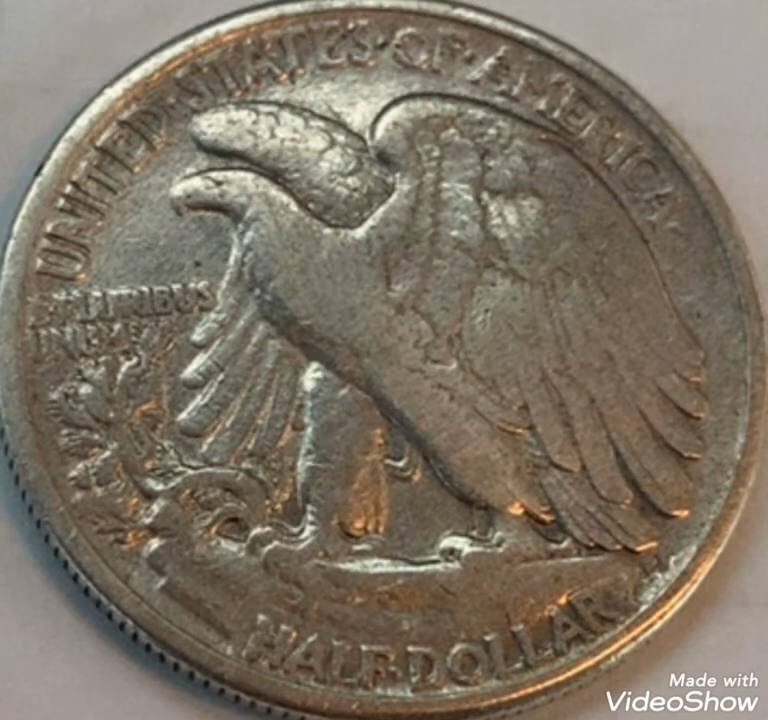 UNITED·STATES·OF·AMERICA
E PLURIBUS
UNUM
HALF·DOLLAR
Made with
VideoShow